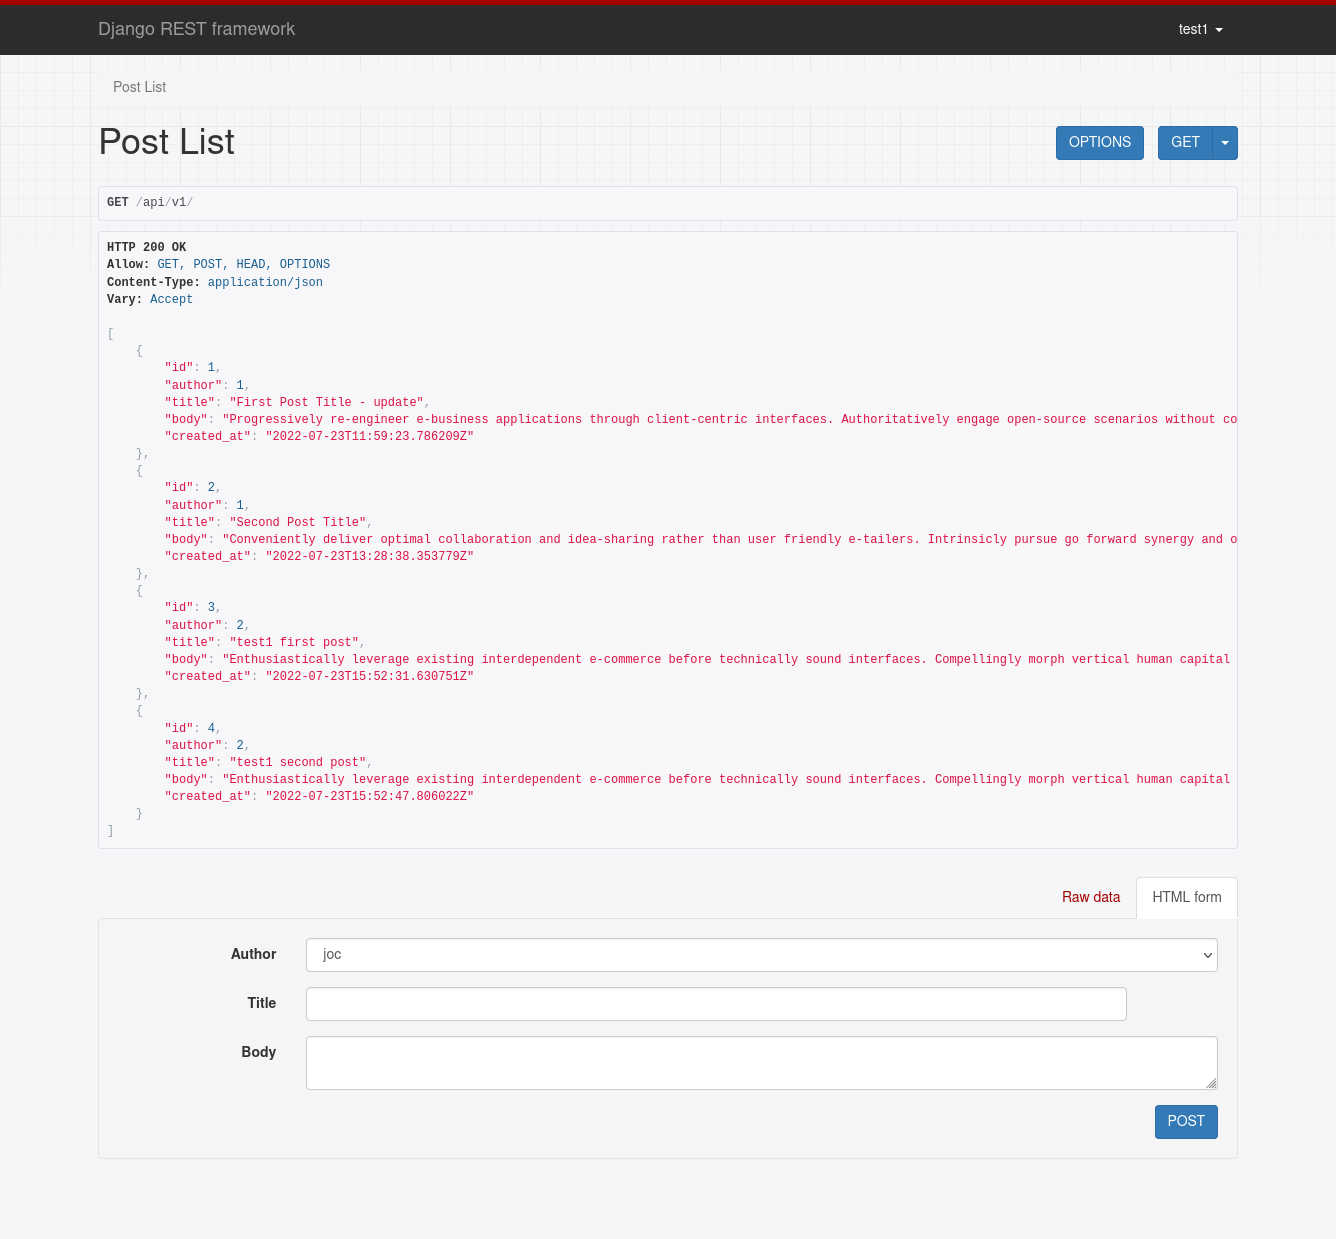 Django REST framework
test1
Post List
Post List
OPTIONS
GET
GET /api/v1/
HTTP 200 OK
Allow: GET, POST, HEAD, OPTIONS
Content-Type: application/json
Vary: Accept
[
    {
        "id": 1,
        "author": 1,
        "title": "First Post Title - update",
        "body": "Progressively re-engineer e-business applications through client-centric interfaces. Authoritatively engage open-source scenarios without co
        "created_at": "2022-07-23T11:59:23.786209Z"
    },
    {
        "id": 2,
        "author": 1,
        "title": "Second Post Title",
        "body": "Conveniently deliver optimal collaboration and idea-sharing rather than user friendly e-tailers. Intrinsicly pursue go forward synergy and o
        "created_at": "2022-07-23T13:28:38.353779Z"
    },
    {
        "id": 3,
        "author": 2,
        "title": "test1 first post",
        "body": "Enthusiastically leverage existing interdependent e-commerce before technically sound interfaces. Compellingly morph vertical human capital
        "created_at": "2022-07-23T15:52:31.630751Z"
    },
    {
        "id": 4,
        "author": 2,
        "title": "test1 second post",
        "body": "Enthusiastically leverage existing interdependent e-commerce before technically sound interfaces. Compellingly morph vertical human capital
        "created_at": "2022-07-23T15:52:47.806022Z"
    }
]
Raw data
HTML form
Author
joc
Title
Body
POST